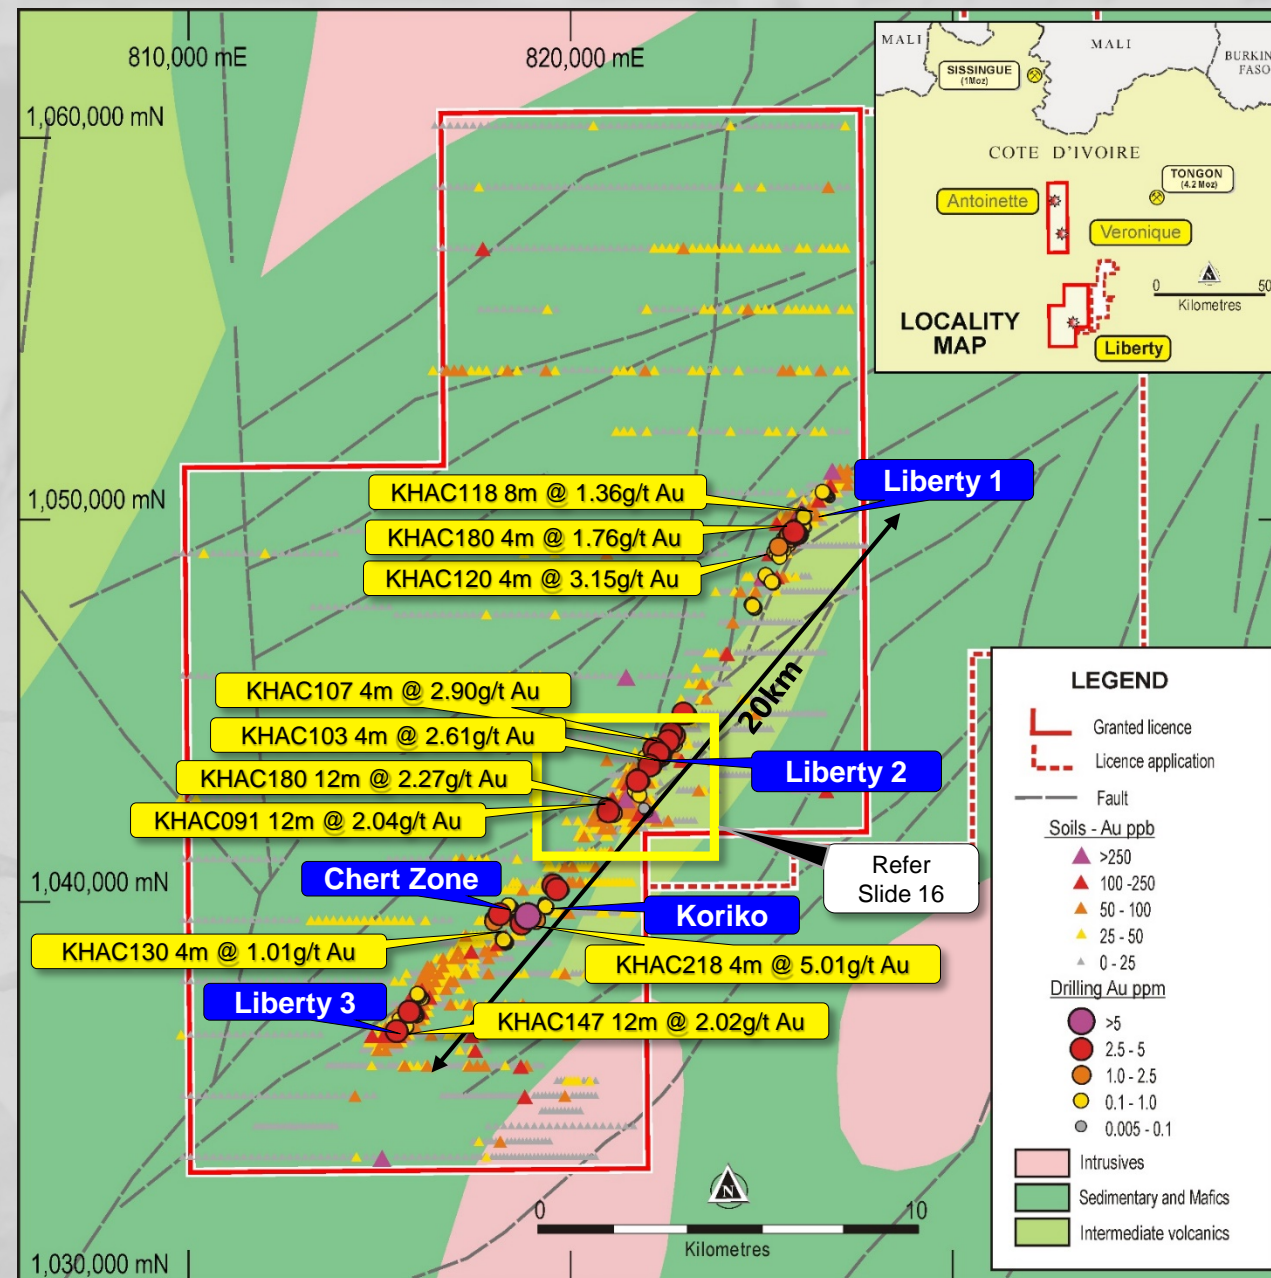 810,000 mE
820,000 mE
1,060,000 mN
1,050,000 mN
1,040,000 mN
1,030,000 mN
MALI
MALI
BURKIN
FASO
SISSINGUE
(1Moz)
COTE D'IVOIRE
TONGON
(4.2 Moz)
Antoinette
Veronique
0 50
Kilometres
LOCALITY
MAP
Liberty
Liberty 1
KHAC118 8m @ 1.36g/t Au
KHAC180 4m @ 1.76g/t Au
KHAC120 4m @ 3.15g/t Au
20km
KHAC107 4m @ 2.90g/t Au
KHAC103 4m @ 2.61g/t Au
KHAC180 12m @ 2.27g/t Au
KHAC091 12m @ 2.04g/t Au
Liberty 2
Refer
Slide 16
Chert Zone
Koriko
KHAC130 4m @ 1.01g/t Au
KHAC218 4m @ 5.01g/t Au
Liberty 3
KHAC147 12m @ 2.02g/t Au
N
0 10
Kilometres
LEGEND
Granted licence
Licence application
Fault
Soils - Au ppb
>250
100 -250
50 - 100
25 - 50
0 - 25
Drilling Au ppm
>5
2.5 - 5
1.0 - 2.5
0.1 - 1.0
0.005 - 0.1
Intrusives
Sedimentary and Mafics
Intermediate volcanics